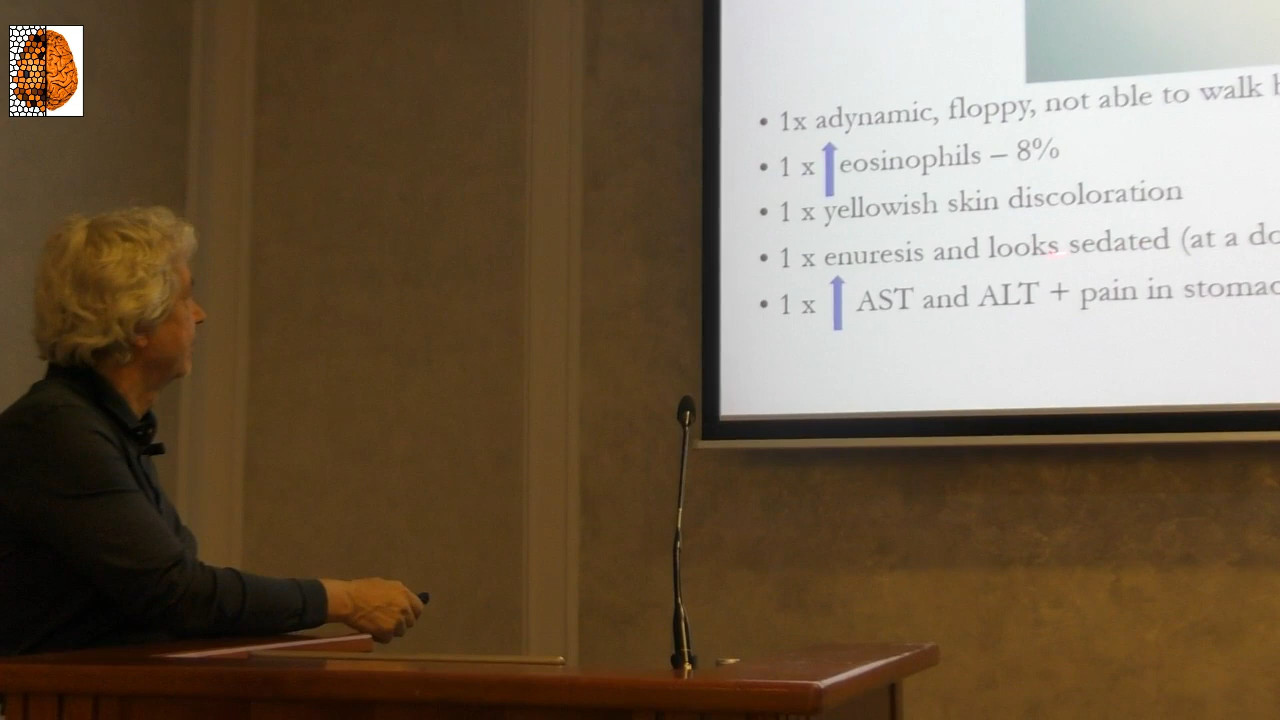 • 1x adynamic, floppy, not able to walk
• 1 x eosinophils – 8%
• 1 x yellowish skin discoloration
• 1 x enuresis and looks sedated (at a
• 1 x AST and ALT + pain in